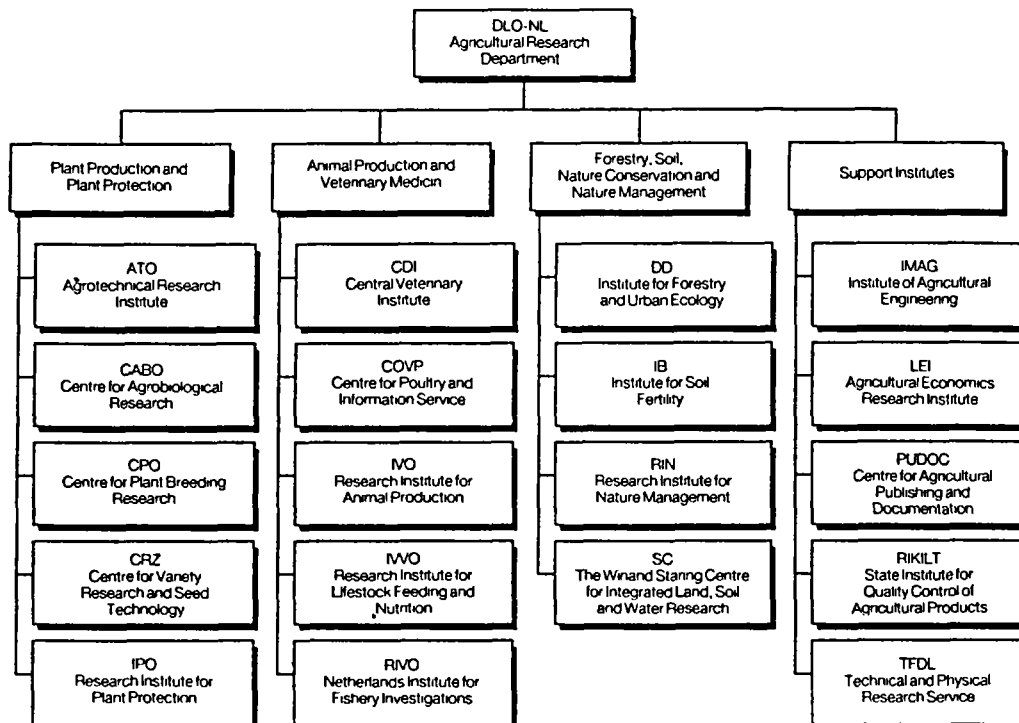 DLO-NL
Agricultural Research
Department
Plant Production and
Plant Protection
ATO
Agrotechnical Research
Institute
CABO
Centre for Agrobiological
Research
CPO
Centre for Plant Breeding
Research
CRZ
Centre for Variety
Research and Seed
Technology
IPO
Research Institute for
Plant Protection
Animal Production and
Veternary Medicin
CDI
Central Veterinary
Institute
COVP
Centre for Poultry and
Information Service
IVO
Research Institute for
Animal Production
IVVO
Research Institute for
Lifestock Feeding and
Nutrition
RIVO
Netherlands Institute for
Fishery Investigations
Forestry, Soil,
Nature Conservation and
Nature Management
DD
Institute for Forestry
and Urban Ecology
IB
Institute for Soil
Fertility
RIN
Research Institute for
Nature Management
SC
The Winand Staring Centre
for Integrated Land, Soil
and Water Research
Support Institutes
IMAG
Institute of Agricultural
Engineering
LEI
Agricultural Economics
Research Institute
PUDOC
Centre for Agricultural
Publishing and
Documentation
RIKILT
State Institute for
Quality Control of
Agricultural Products
TFDL
Technical and Physical
Research Service